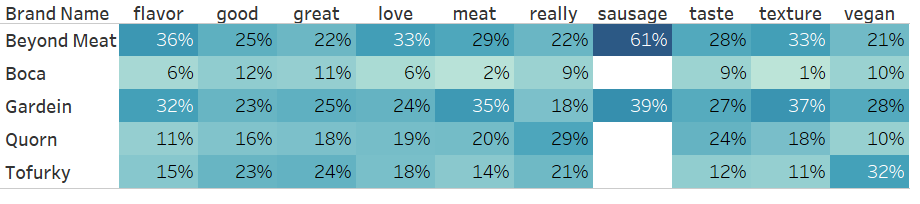 Brand Name flavor good great love meat really sausage taste texture vegan
Beyond Meat 36% 25% 22% 33% 29% 22% 61% 28% 33% 21%
Boca 6% 12% 11% 6% 2% 9% 9% 1% 10%
Gardein 32% 23% 25% 24% 35% 18% 39% 27% 37% 28%
Quorn 11% 16% 18% 19% 20% 29% 24% 18% 10%
Tofurky 15% 23% 24% 18% 14% 21% 12% 11% 32%